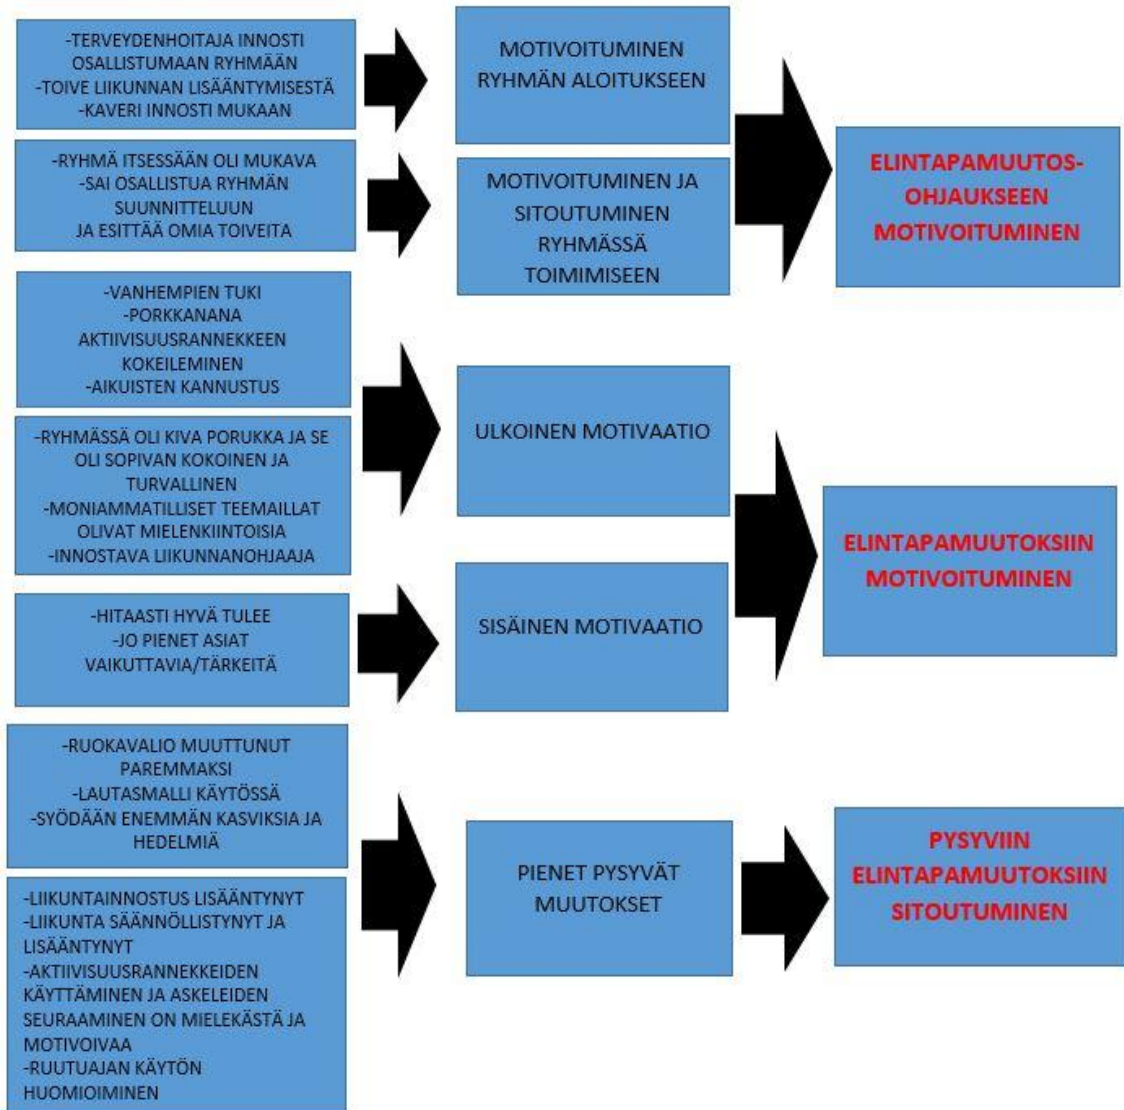 -TERVEYDENHOITAJA INNOSTI
OSALLISTUMAAN RYHMÄÄN
-TOIVE LIIKUNNAN LISÄÄNTYMISESTÄ
-KAVERI INNOSTI MUKAAN
MOTIVOITUMINEN
RYHMÄN ALOITUKSEEN
-RYHMÄ ITSESSÄÄN OLI MUKAVA
-SAI OSALLISTUA RYHMÄN
SUUNNITTELUUN
JA ESITTÄÄ OMIA TOIVEITA
MOTIVOITUMINEN JA
SITOUTUMINEN
RYHMÄSSÄ
TOIMIMISEEN
ELINTAPAMUUTOS-
OHJAUKSEEN
MOTIVOITUMINEN
-VANHEMPIEN TUKI
-PORKKANANA
AKTIIVISUUSRANNEKKEEN
KOKEILEMINEN
-AIKUISTEN KANNUSTUS
-RYHMÄSSÄ OLI KIVA PORUKKA JA SE
OLI SOPIVAN KOKOINEN JA
TURVALLINEN
-MONIAMMATILLISET TEEMAILLAT
OLIVAT MIELENKIINTOISIA
-INNOSTAVA LIIKUNNANOHJAAJA
ULKOINEN MOTIVAATIO
-HITAASTI HYVÄ TULEE
-JO PIENET ASIAT
VAIKUTTAVIA/TÄRKEITÄ
SISÄINEN MOTIVAATIO
ELINTAPAMUUTOKSIIN
MOTIVOITUMINEN
-RUOKAVALIO MUUTTUNUT
PAREMMAKSI
-LAUTASMALLI KÄYTÖSSÄ
-SYÖDÄÄN ENEMMÄN KASVIKSIA JA
HEDELMIÄ
-LIIKUNTAINNOSTUS LISÄÄNTYNYT
-LIIKUNTA SÄÄNNÖLLISTYNYT JA
LISÄÄNTYNYT
-AKTIIVISUUSRANNEKKEIDEN
KÄYTTÄMINEN JA ASKELEIDEN
SEURAAMINEN ON MIELEKÄSTÄ JA
MOTIVOIVAA
-RUUTUAJAN KÄYTÖN
HUOMIOIMINEN
PIENET PYSYVÄT
MUUTOKSET
PYSYVIIN
ELINTAPAMUUTOKSIIN
SITOUTUMINEN